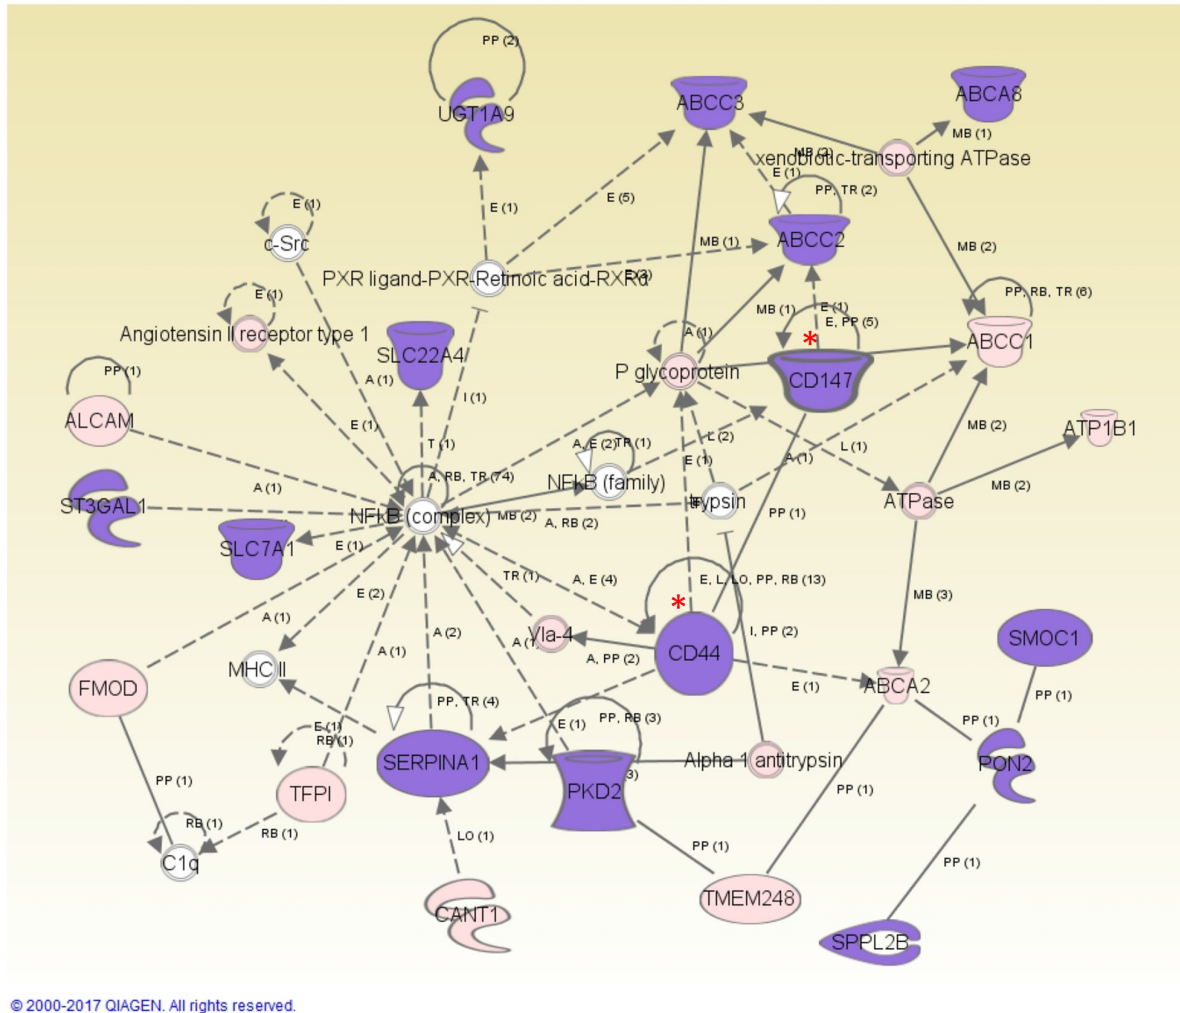 PP (2)
UGT1A9
ABCC3
ABCA8
MB (1)
xenobiotic-transporting ATPase
E (1)
PP, TR (2)
E (1)
c-Src
E (1)
E (5)
ABCC2
MB (1)
MB (2)
PXR ligand-PXR-Retinoic acid-RXRα
E (1)
PP, RB, TR (6)
Angiotensin II receptor type 1
SLC22A4
A (1)
MB (1)
E (1)
E, PP (5)
*
ABCC1
P glycoprotein
CD147
PP (1)
A (1)
I (1)
ALCAM
E (1)
T (1)
A, E (2)
TR (1)
L (2)
E (1)
A (1)
L (1)
MB (2)
ATP1B1
A, RB, TR (74)
NFkB (family)
MB (2)
ST3GAL1
A (1)
NFkB (complex)
MB (2)
A, RB (2)
trypsin
PP (1)
ATPase
SLC7A1
E (1)
E (2)
TR (1)
A, E (4)
E, L, LO, PP, RB (13)
MB (3)
*
A (1)
A (2)
Vla-4
I, PP (2)
SMOC1
MHC II
A (1)
A, PP (2)
CD44
E (1)
ABCA2
FMOD
PP, TR (4)
E (1)
PP, RB (3)
PP (1)
PP (1)
E (1)
RB (1)
SERPINA1
Alpha 1 antitrypsin
PON2
PP (1)
TFPI
PKD2
PP (1)
RB (1)
RB (1)
LO (1)
PP (1)
C1q
PP (1)
CANT1
TMEM248
SPPL2B
© 2000-2017 QIAGEN. All rights reserved.